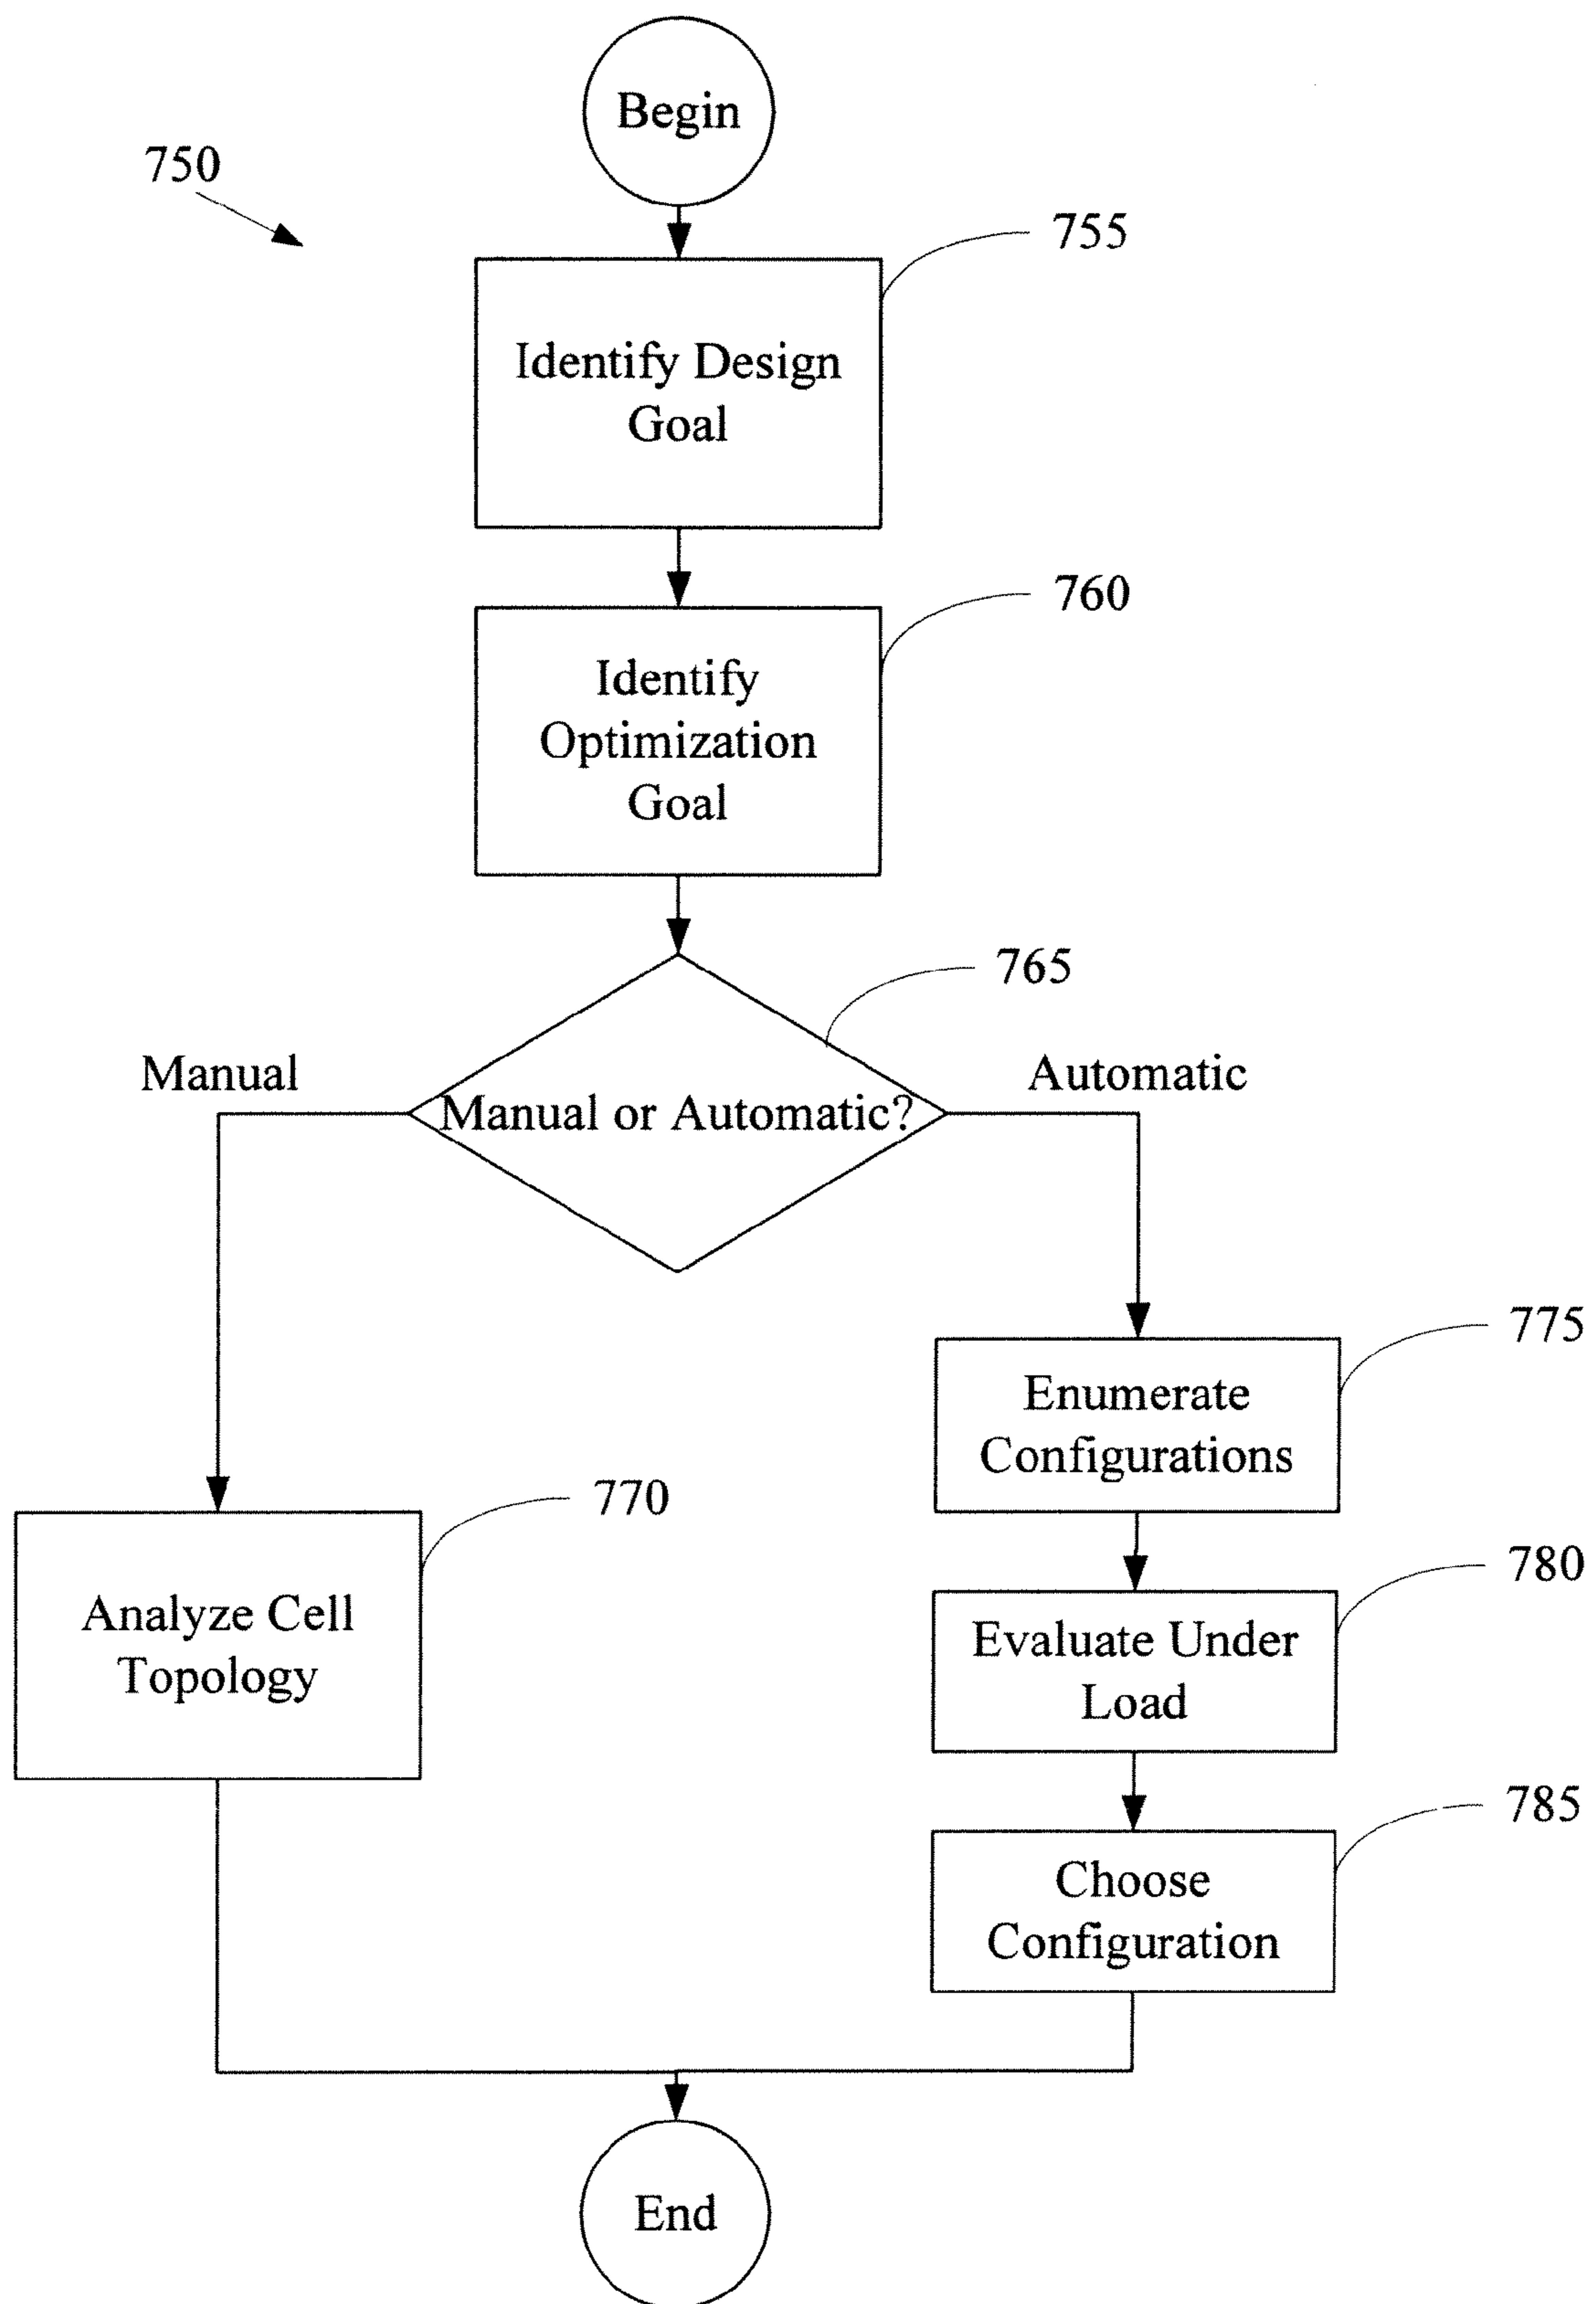 Begin
750
755
Identify Design
Goal
760
Identify
Optimization
Goal
765
Manual
Manual or Automatic?
Automatic
775
Enumerate
Configurations
770
Analyze Cell
Topology
780
Evaluate Under
Load
785
Choose
Configuration
End